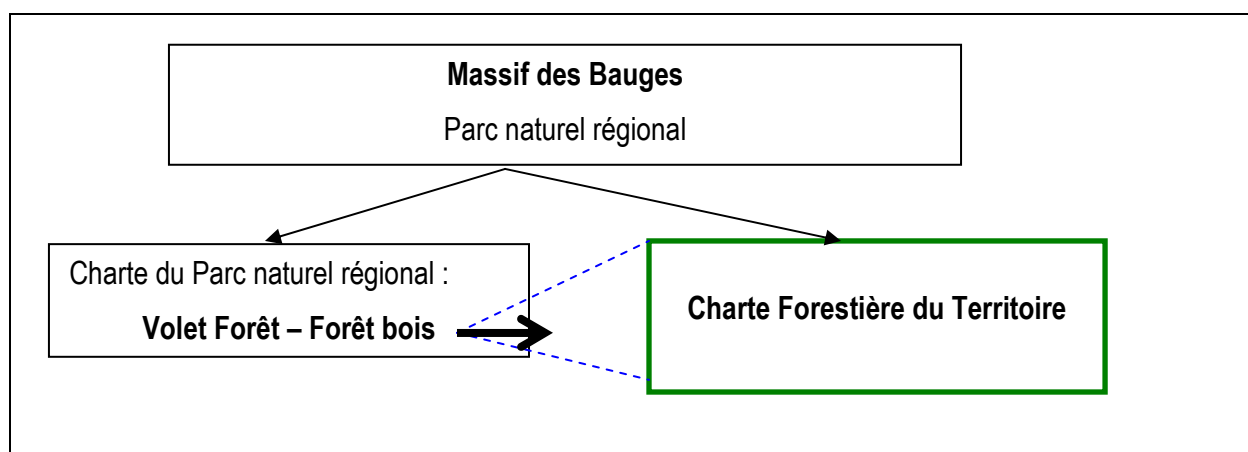 Massif des Bauges
Parc naturel régional
Charte du Parc naturel régional :
Volet Forêt – Forêt bois
Charte Forestière du Territoire